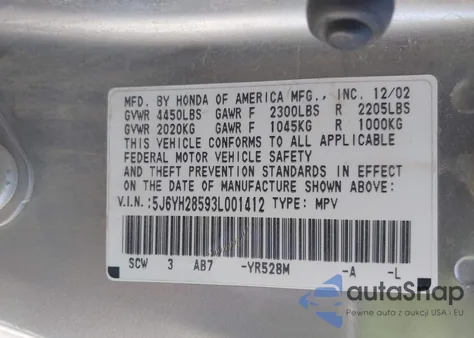 MFD. BY HONDA OF AMERICA MFG., INC. 12/02
GVWR 4450LBS GAWR F 2300LBS R 2205LBS
GVWR 2020KG GAWR F 1045KG R 1000KG
THIS VEHICLE CONFORMS TO ALL APPLICABLE
FEDERAL MOTOR VEHICLE SAFETY
AND THEFT PREVENTION STANDARDS IN EFFECT
ON THE DATE OF MANUFACTURE SHOWN ABOVE:
V.I.N.:5J6YH28593L001412 TYPE: MPV
SCW 3 AB7 -YR528M -A -L
autoSnap
Pewne auta z aukcji USA i EU